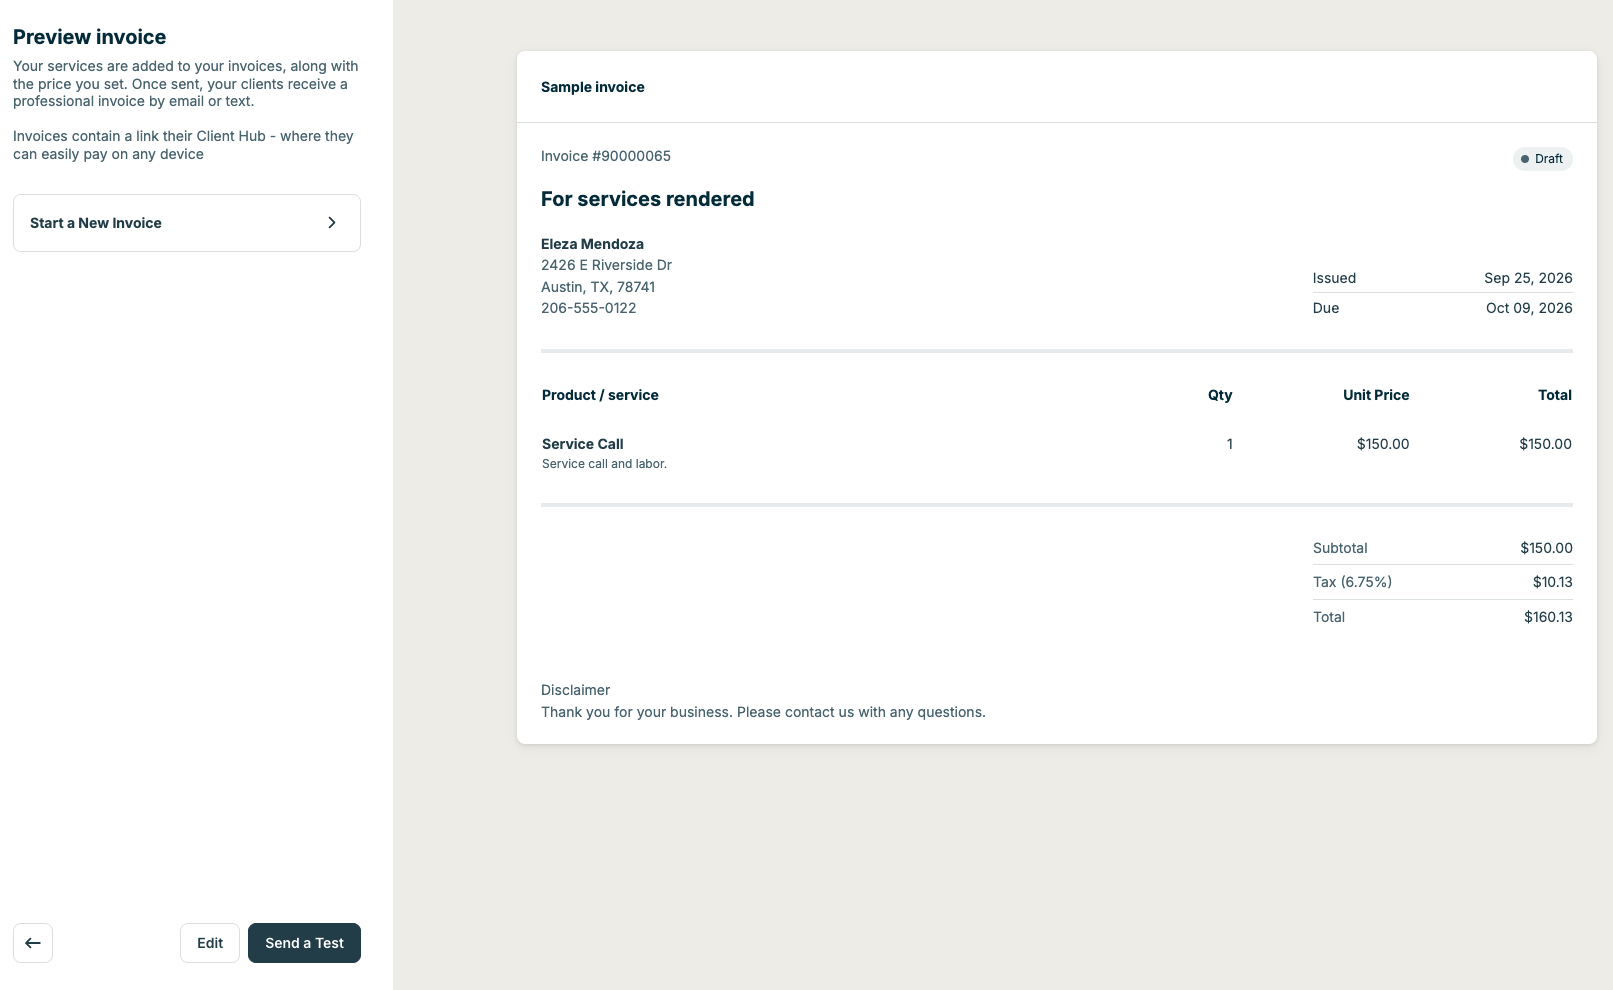 Preview invoice
Your services are added to your invoices, along with
the price you set. Once sent, your clients receive a
professional invoice by email or text.
Invoices contain a link their Client Hub - where they
can easily pay on any device
Start a New Invoice
Edit
Send a Test
Sample invoice
Invoice #90000065
Draft
For services rendered
Eleza Mendoza
2426 E Riverside Dr
Austin, TX, 78741
206-555-0122
Issued Sep 25, 2026
Due Oct 09, 2026
Product / service Qty Unit Price Total
Service Call 1 $150.00 $150.00
Service call and labor.
Subtotal $150.00
Tax (6.75%) $10.13
Total $160.13
Disclaimer
Thank you for your business. Please contact us with any questions.